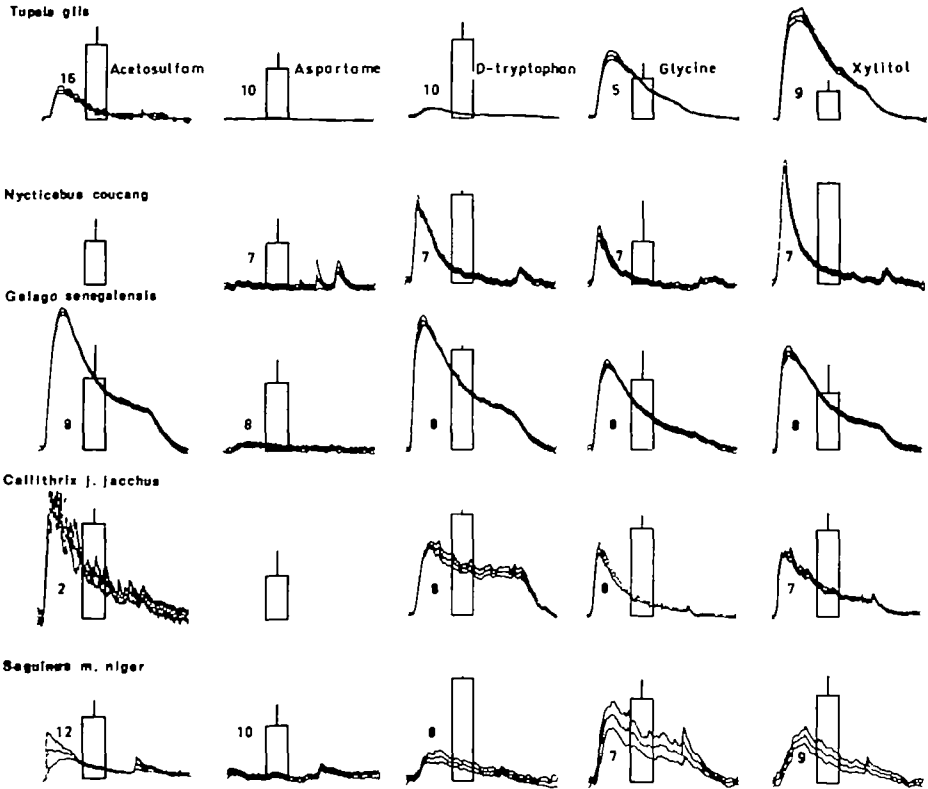 Tupaia glis
16 Acetosulfam
10 Aspartame
10 D-tryptophan
5 Glycine
9 Xylitol
Nycticebus coucang
7
7
7
7
Galago senegalensis
9
8
8
8
8
Callithrix j. jacchus
2
8
8
7
Saguinus m. niger
12
10
8
7
9